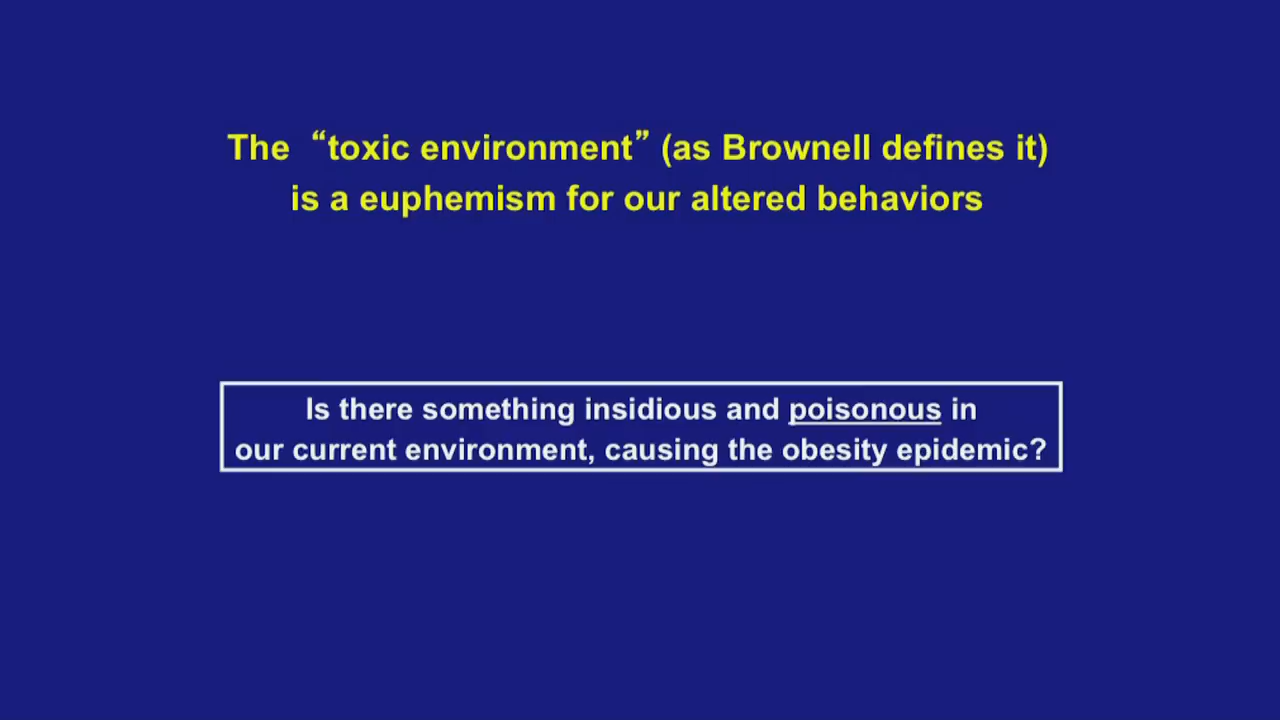 The “toxic environment” (as Brownell defines it)
is a euphemism for our altered behaviors
Is there something insidious and poisonous in
our current environment, causing the obesity epidemic?